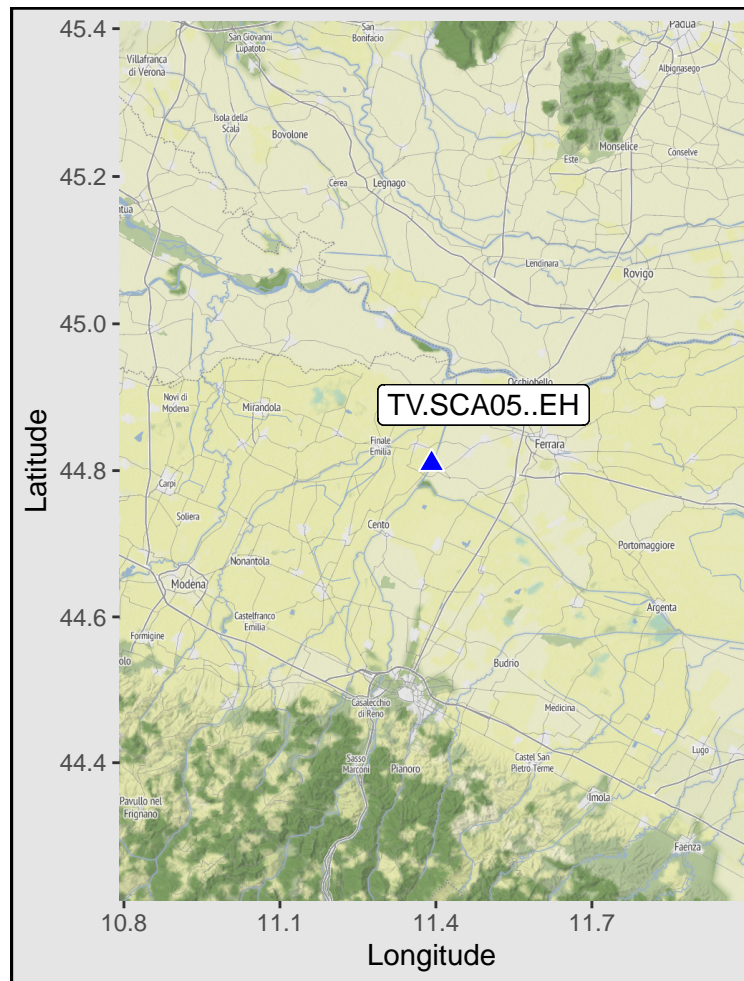 45.4
San
Bonifacio
Padua
San Giovanni
Lupatoto
Villafranca
di Verona
Albignasego
Isola della
Scala
Bovolone
Monselice
Conselve
Este
45.2
Cerea
Legnago
ntua
Lendinara
Rovigo
45.0
Occhiobello
Novi di
Modena
Mirandola
TV.SCA05..EH
Finale
Emilia
Ferrara
Latitude
44.8
Carpi
Soliera
Cento
Portomaggiore
Nonantola
Modena
Castelfranco
Emilia
Argenta
44.6
Formigine
olo
Budrio
Casalecchio
di Reno
Medicina
Sasso
Marconi
Pianoro
Castel San
Pietro Terme
Lugo
44.4
Pavullo nel
Frignano
Imola
Faenza
10.8
11.1
11.4
11.7
Longitude